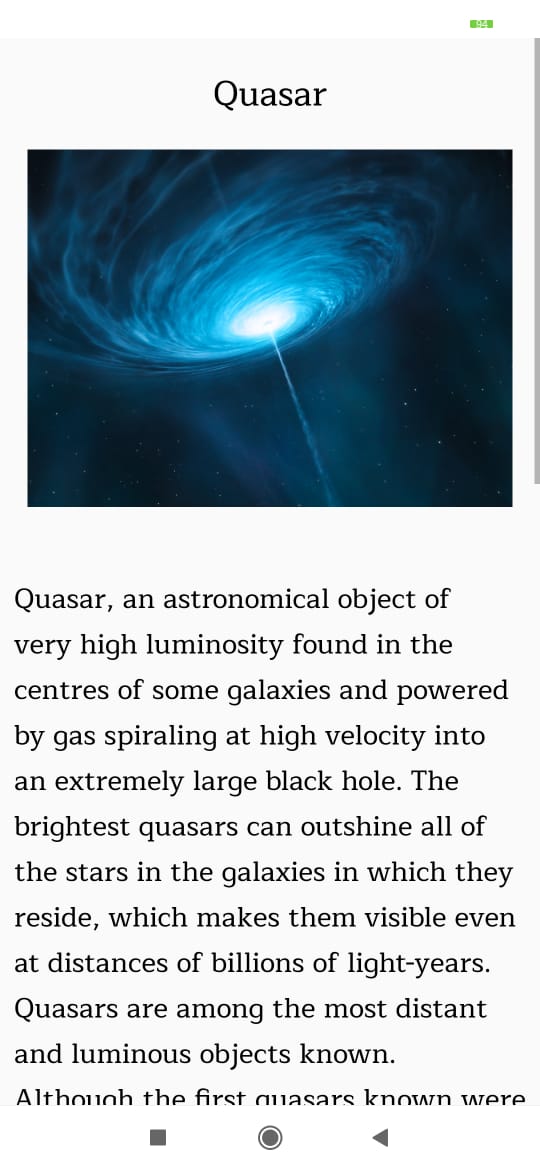 94
Quasar
Quasar, an astronomical object of
very high luminosity found in the
centres of some galaxies and powered
by gas spiraling at high velocity into
an extremely large black hole. The
brightest quasars can outshine all of
the stars in the galaxies in which they
reside, which makes them visible even
at distances of billions of light-years.
Quasars are among the most distant
and luminous objects known.
Although the first quasars known were